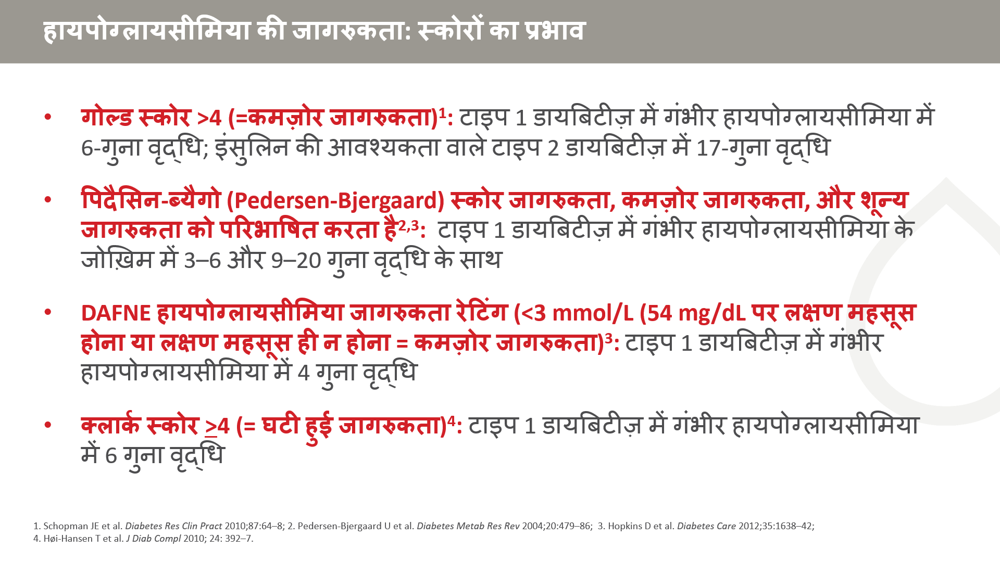 हायपोग्लायसीमिया की जागरुकता: स्कोरों का प्रभाव
• गोल्ड स्कोर >4 (=कमज़ोर जागरुकता)¹: टाइप 1 डायबिटीज़ में गंभीर हायपोग्लायसीमिया में
6-गुना वृद्धि; इंसुलिन की आवश्यकता वाले टाइप 2 डायबिटीज़ में 17-गुना वृद्धि
• पिदैसिन-ब्यैगो (Pedersen-Bjergaard) स्कोर जागरुकता, कमज़ोर जागरुकता, और शून्य
जागरुकता को परिभाषित करता है²,³: टाइप 1 डायबिटीज़ में गंभीर हायपोग्लायसीमिया के
जोख़िम में 3–6 और 9–20 गुना वृद्धि के साथ
• DAFNE हायपोग्लायसीमिया जागरुकता रेटिंग (<3 mmol/L (54 mg/dL पर लक्षण महसूस
होना या लक्षण महसूस ही न होना = कमज़ोर जागरुकता)³: टाइप 1 डायबिटीज़ में गंभीर
हायपोग्लायसीमिया में 4 गुना वृद्धि
• क्लार्क स्कोर ≥4 (= घटी हुई जागरुकता)⁴: टाइप 1 डायबिटीज़ में गंभीर हायपोग्लायसीमिया
में 6 गुना वृद्धि
1. Schopman JE et al. Diabetes Res Clin Pract 2010;87:64–8; 2. Pedersen-Bjergaard U et al. Diabetes Metab Res Rev 2004;20:479–86; 3. Hopkins D et al. Diabetes Care 2012;35:1638–42;
4. Høi-Hansen T et al. J Diab Compl 2010; 24: 392–7.